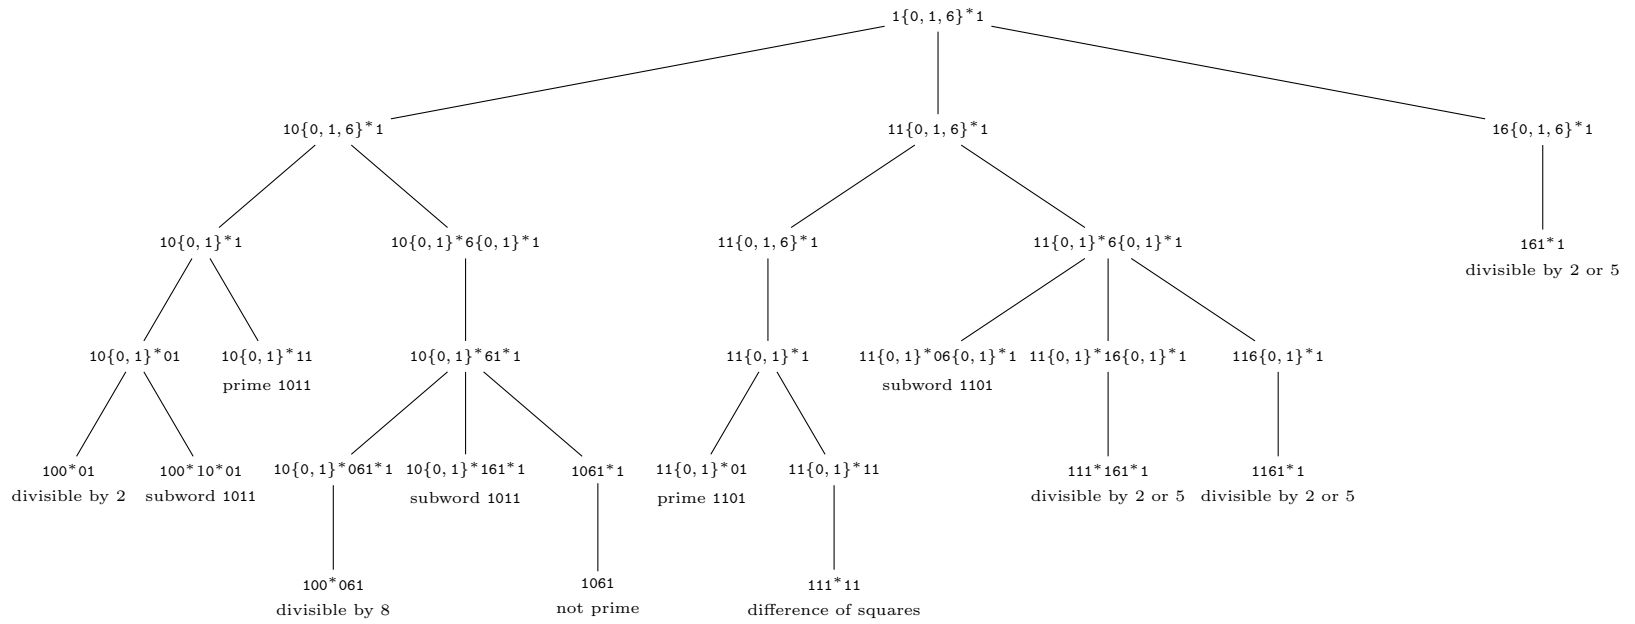 1{0, 1, 6}*1
10{0, 1, 6}*1
11{0, 1, 6}*1
16{0, 1, 6}*1
10{0, 1}*1
10{0, 1}*6{0, 1}*1
11{0, 1, 6}*1
11{0, 1}*6{0, 1}*1
161*1
divisible by 2 or 5
10{0, 1}*01
10{0, 1}*11
prime 1011
10{0, 1}*61*1
11{0, 1}*1
11{0, 1}*06{0, 1}*1
subword 1101
11{0, 1}*16{0, 1}*1
116{0, 1}*1
100*01
divisible by 2
100*10*01
subword 1011
10{0, 1}*061*1
10{0, 1}*161*1
subword 1011
1061*1
11{0, 1}*01
prime 1101
11{0, 1}*11
111*161*1
divisible by 2 or 5
1161*1
divisible by 2 or 5
100*061
divisible by 8
1061
not prime
111*11
difference of squares